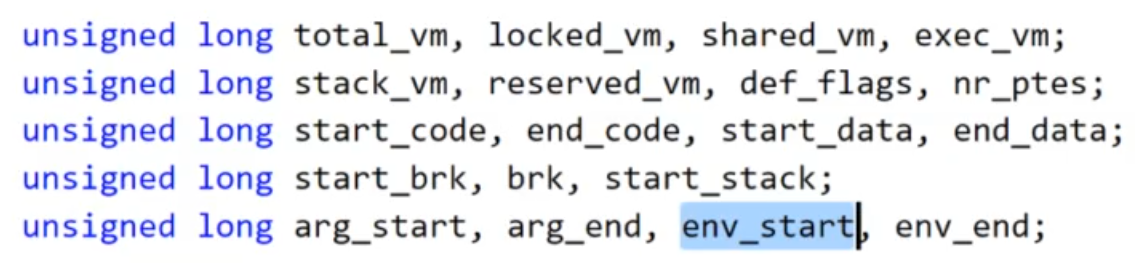 unsigned long total_vm, locked_vm, shared_vm, exec_vm;
unsigned long stack_vm, reserved_vm, def_flags, nr_ptes;
unsigned long start_code, end_code, start_data, end_data;
unsigned long start_brk, brk, start_stack;
unsigned long arg_start, arg_end, env_start, env_end;